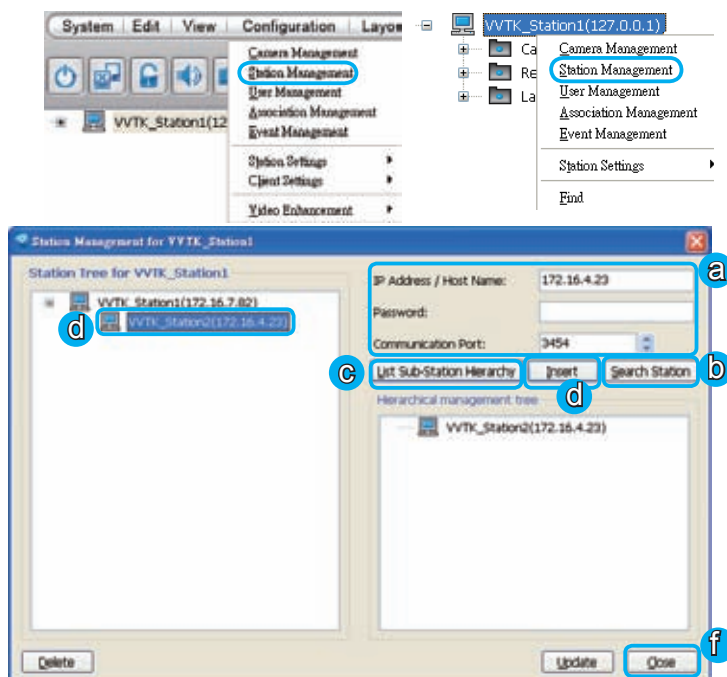 System Edit View Configuration Layou
Camera Management
Station Management
User Management
Association Management
Event Management
Station Settings
Client Settings
Video Enhancement
VVTK_Station1(12
VVTK_Station1(127.0.0.1)
Ca
Re
La
Camera Management
Station Management
User Management
Association Management
Event Management
Station Settings
Find
Station Management for VVTK_Station1
Station Tree for VVTK_Station1
VVTK_Station1(172.16.7.82)
d
VVTK_Station2(172.16.4.23)
IP Address / Host Name: 172.16.4.23
a
Password:
Communication Port: 3454
c
List Sub-Station Hierarchy Insert Search Station
b
d
Hierarchical management tree
VVTK_Station2(172.16.4.23)
Delete Update Close
f